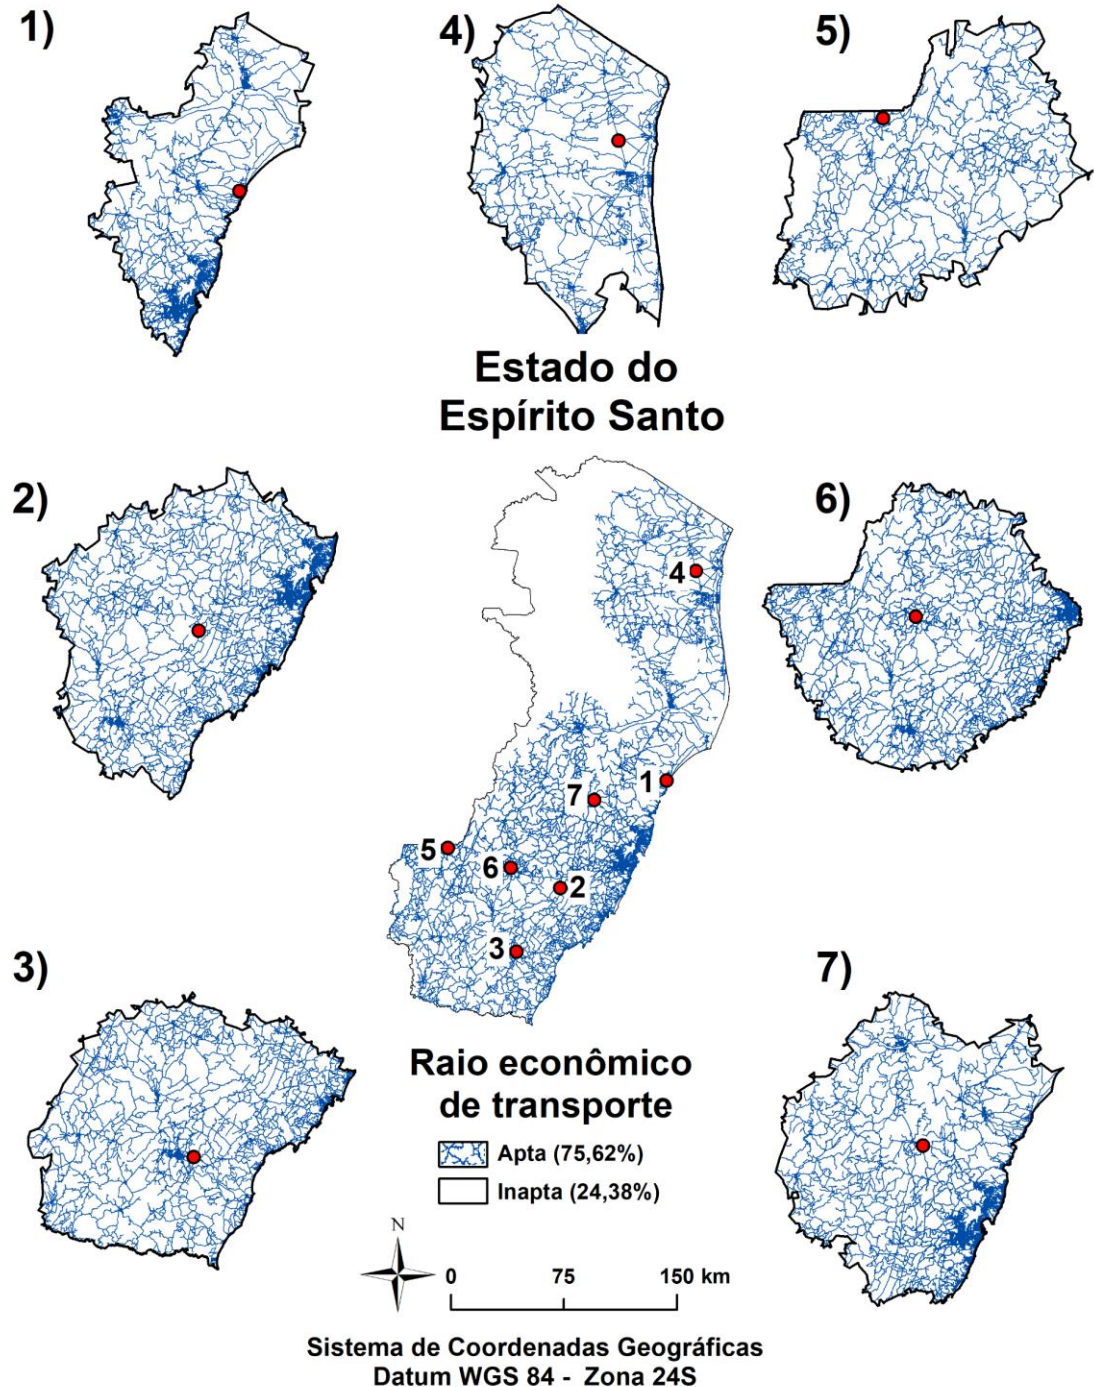 1)
4)
5)
Estado do
Espírito Santo
2)
6)
4
1
7
5
6
2
3
3)
7)
Raio econômico
de transporte
Apta (75,62%)
Inapta (24,38%)
N
0 75 150 km
Sistema de Coordenadas Geográficas
Datum WGS 84 - Zona 24S